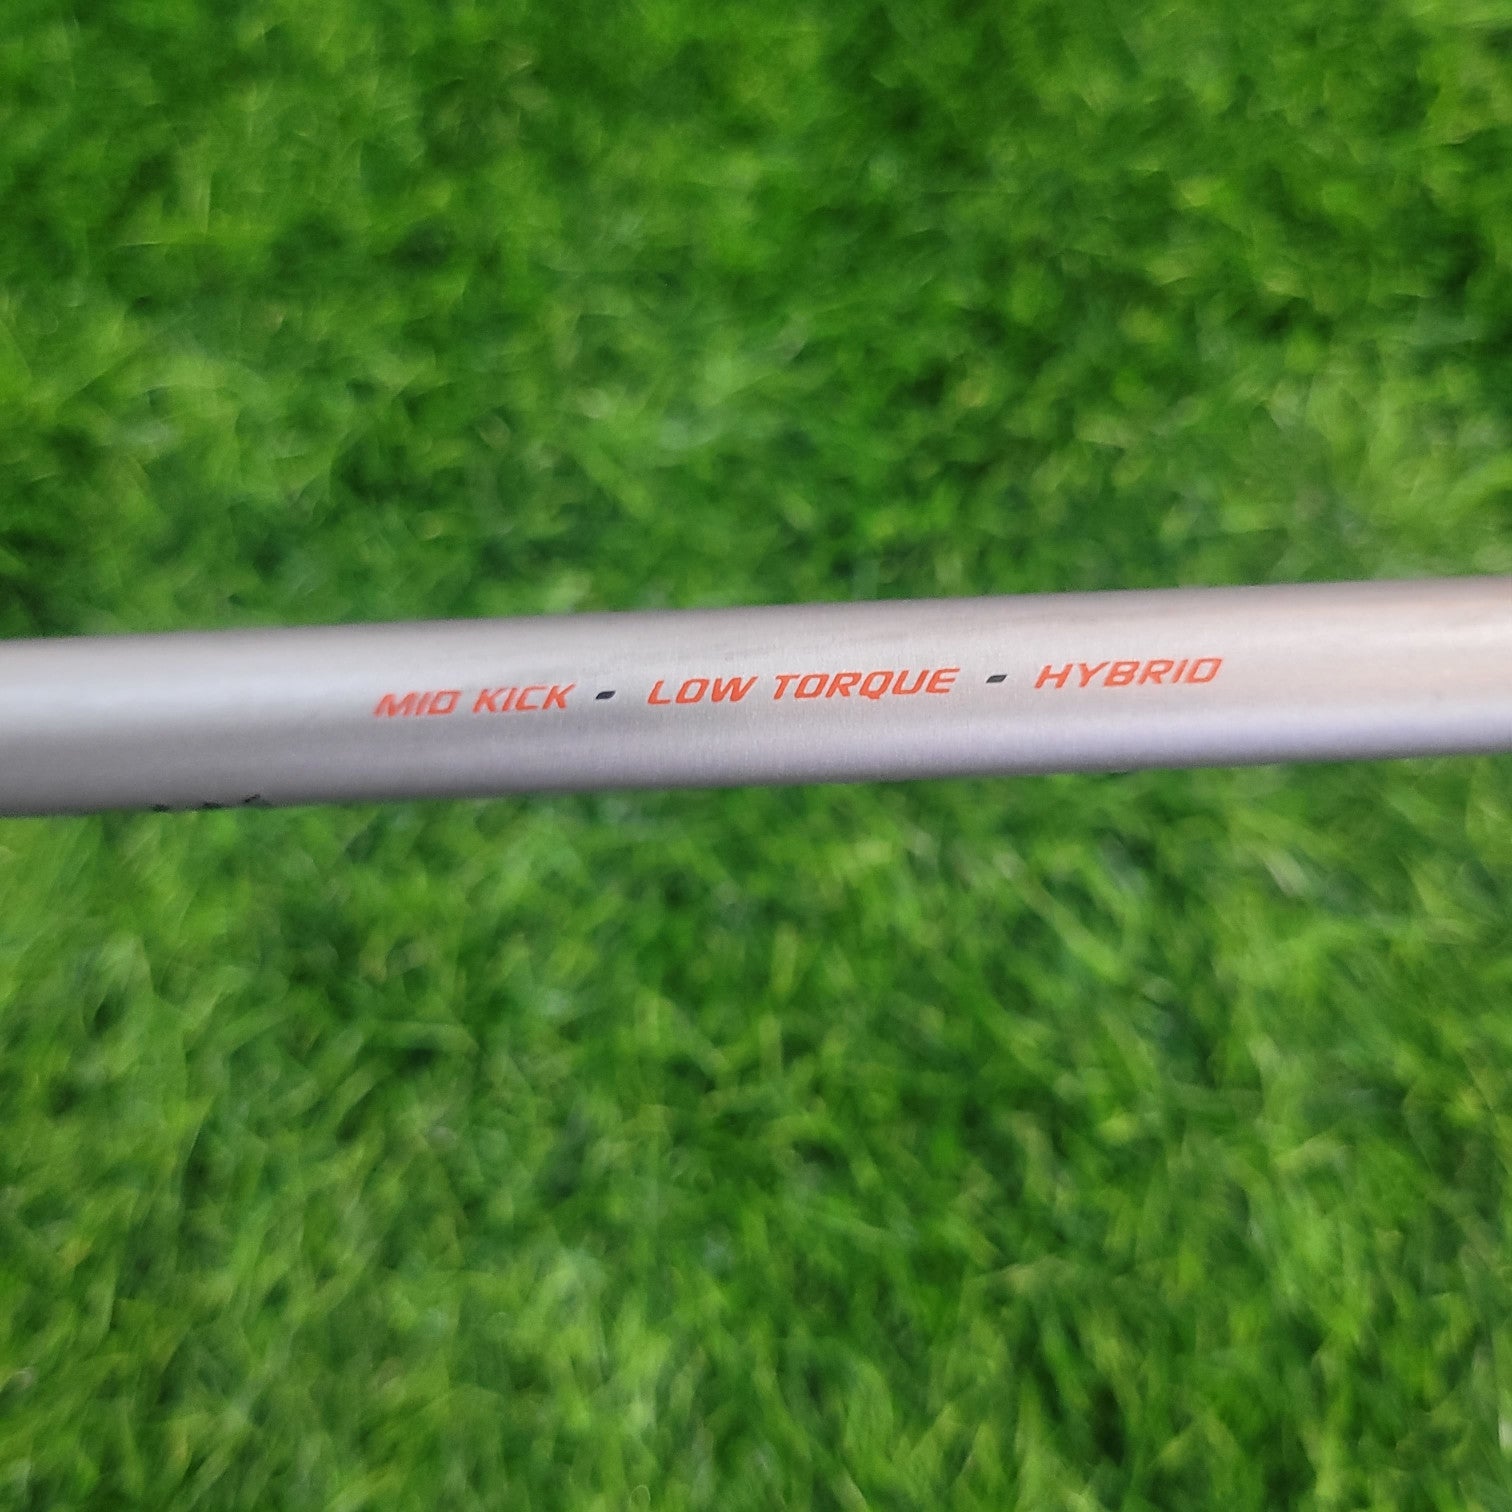 MID KICK - LOW TORQUE - HYBRID